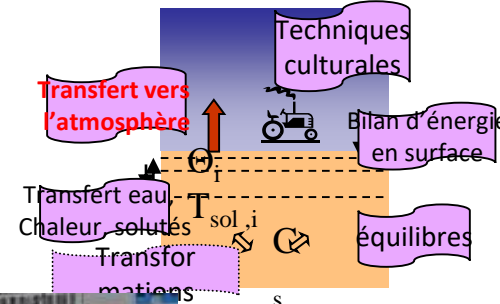 Techniques
culturales
Transfert vers
l’atmosphère
Bilan d’énergie
en surface
Θi
Transfert eau,
Chaleur, solutés
Tsol,i
C
s
équilibres
Transfor
mations